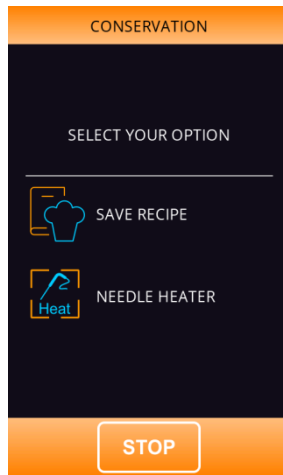 CONSERVATION
SELECT YOUR OPTION
SAVE RECIPE
Heat
NEEDLE HEATER
STOP